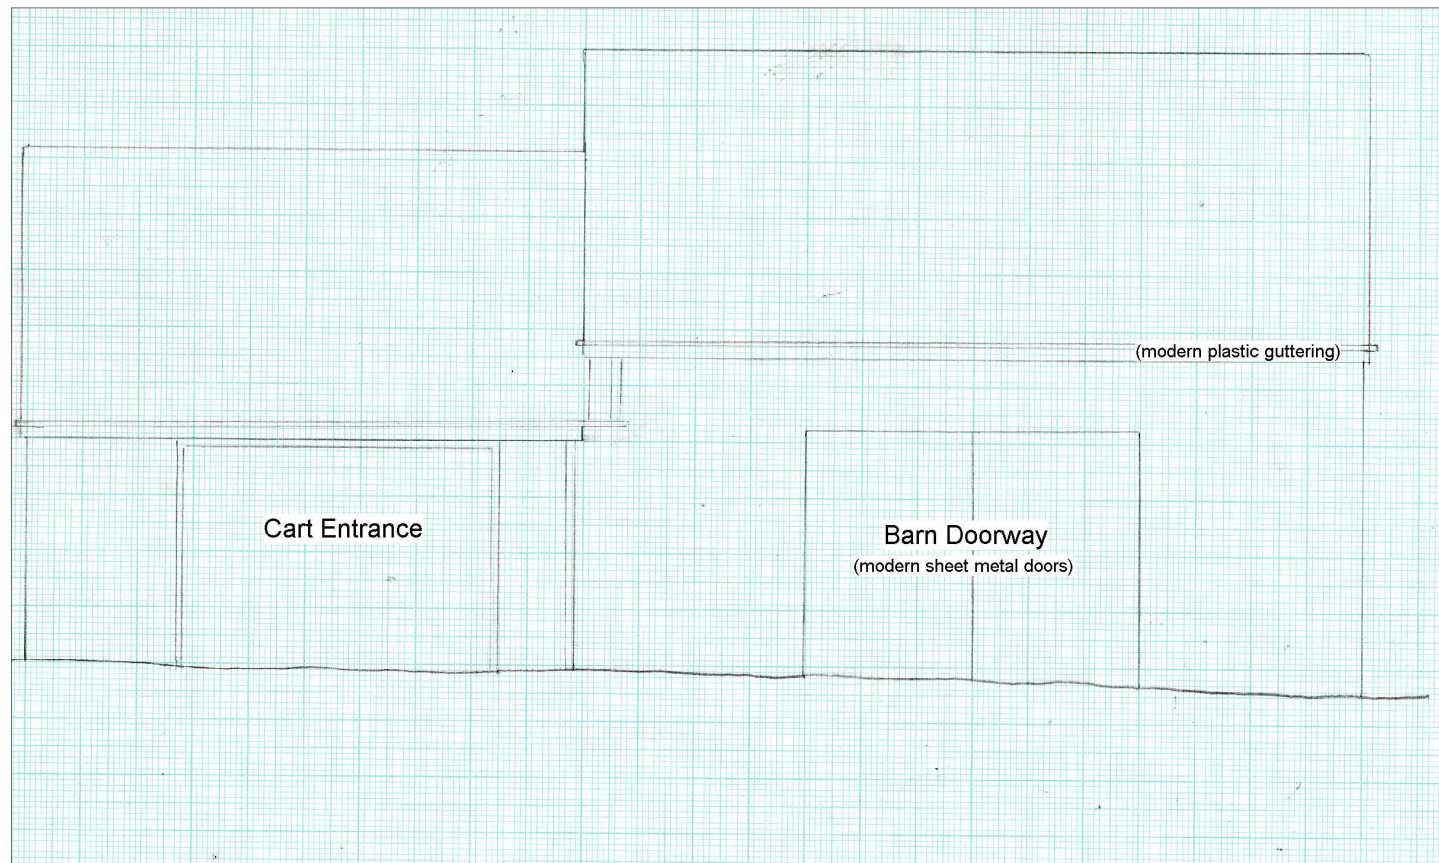 (modern plastic guttering)
Cart Entrance
Barn Doorway
(modern sheet metal doors)